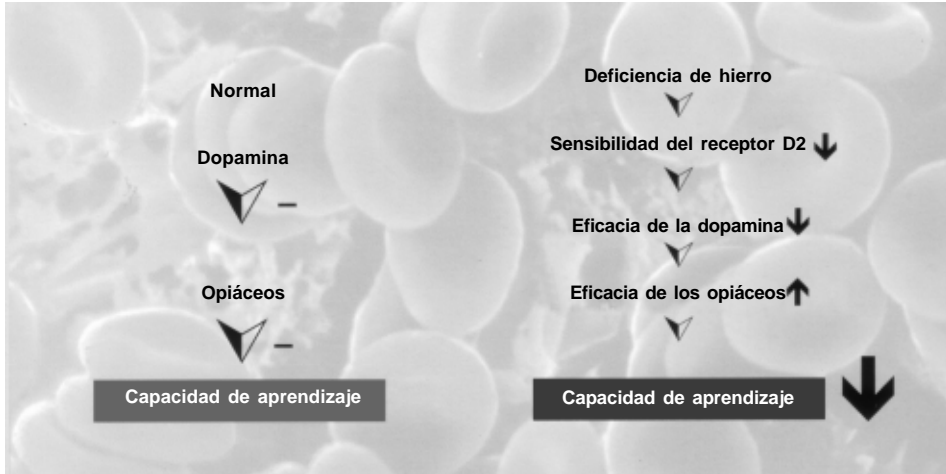 Normal
Dopamina
–
Opiáceos
–
Capacidad de aprendizaje
Deficiencia de hierro
Sensibilidad del receptor D2
Eficacia de la dopamina
Eficacia de los opiáceos
Capacidad de aprendizaje